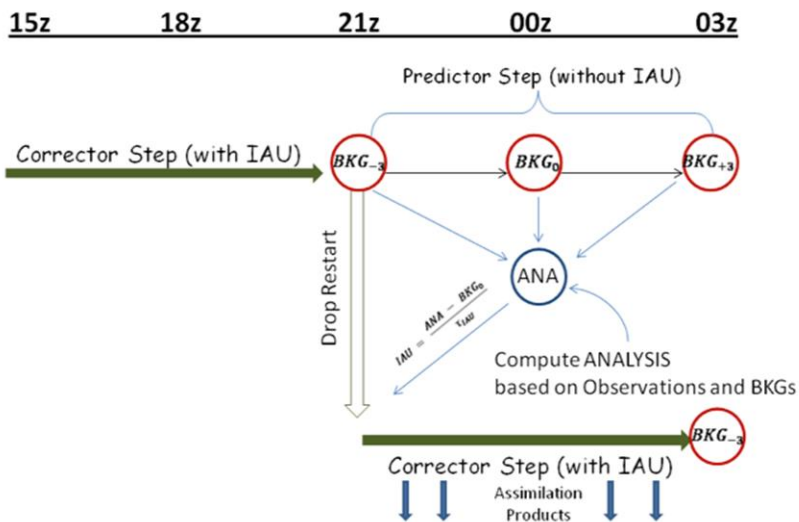 15z 18z 21z 00z 03z
Predictor Step (without IAU)
Corrector Step (with IAU)
BKG₋₃
BKG₀
BKG₊₃
Drop Restart
ANA
IAU = (ANA − BKG₀) / τ_IAU
Compute ANALYSIS
based on Observations and BKGs
BKG₋₃
Corrector Step (with IAU)
Assimilation
Products